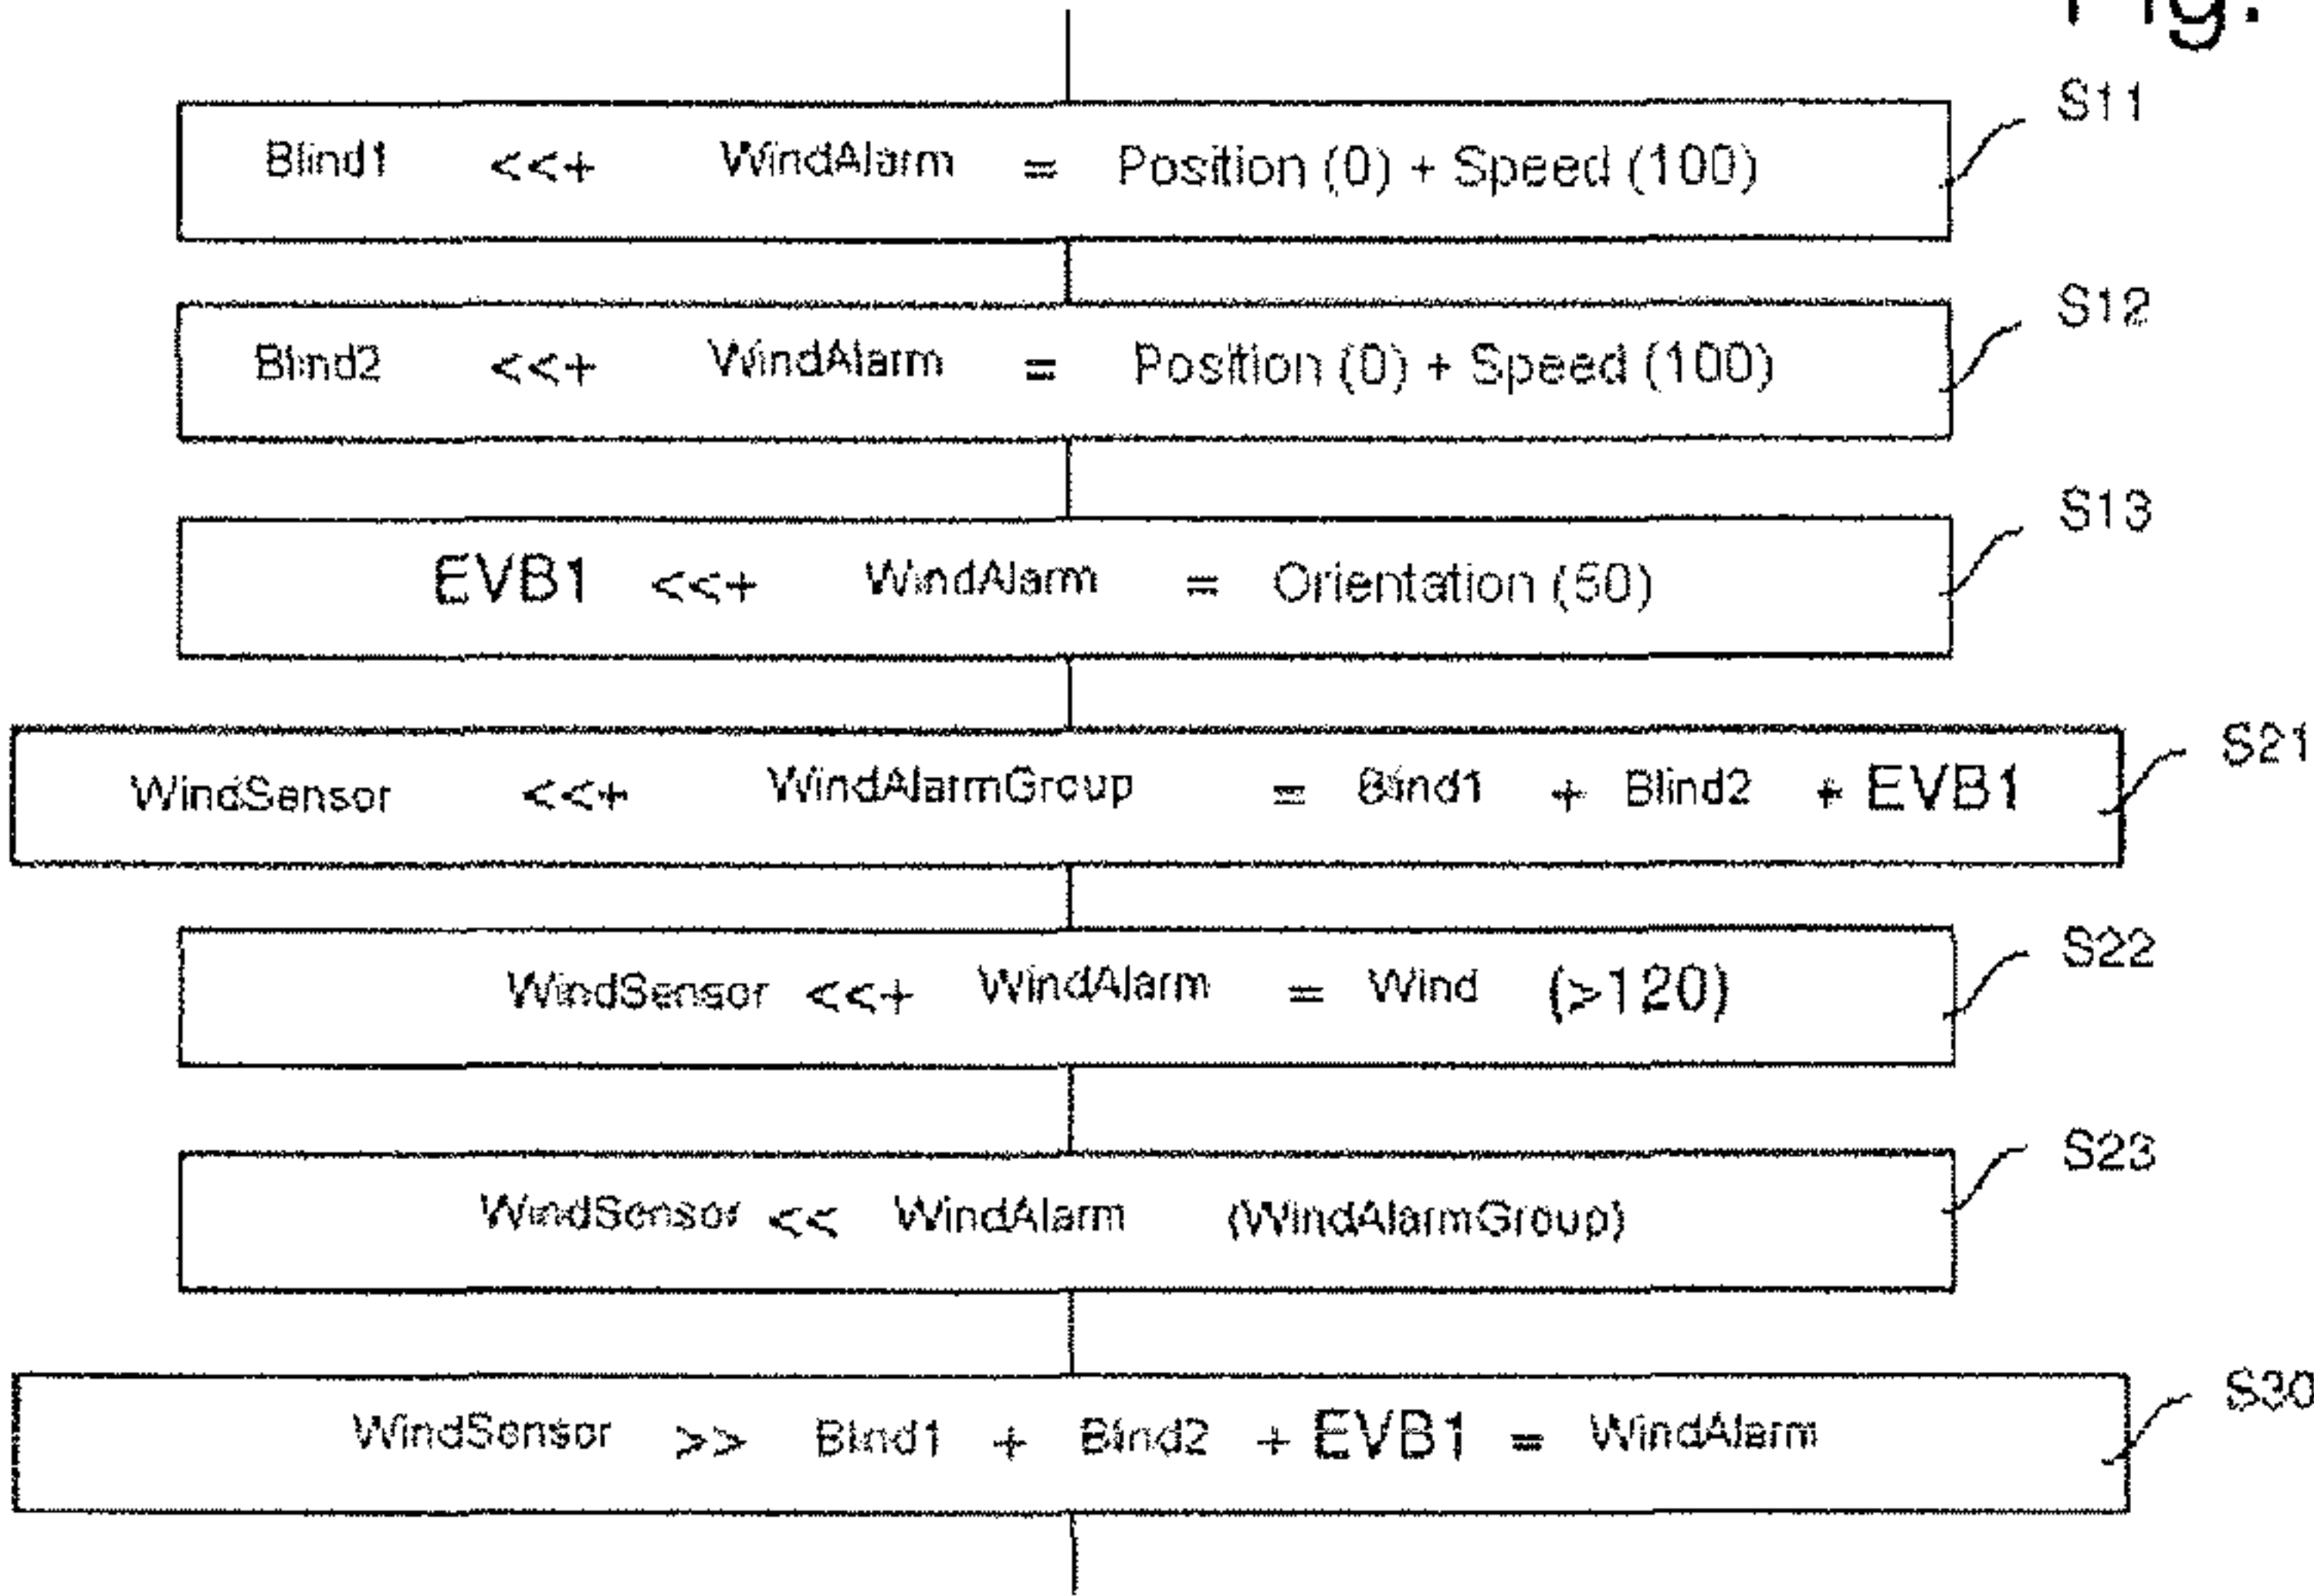 Fig.
Blind1 <<+ WindAlarm = Position (0) + Speed (100) S11
Blind2 <<+ WindAlarm = Position (0) + Speed (100) S12
EVB1 <<+ WindAlarm = Orientation (50) S13
WindSensor <<+ WindAlarmGroup = Blind1 + Blind2 + EVB1 S21
WindSensor <<+ WindAlarm = Wind (>120) S22
WindSensor << WindAlarm (WindAlarmGroup) S23
WindSensor >> Blind1 + Blind2 + EVB1 = WindAlarm S30